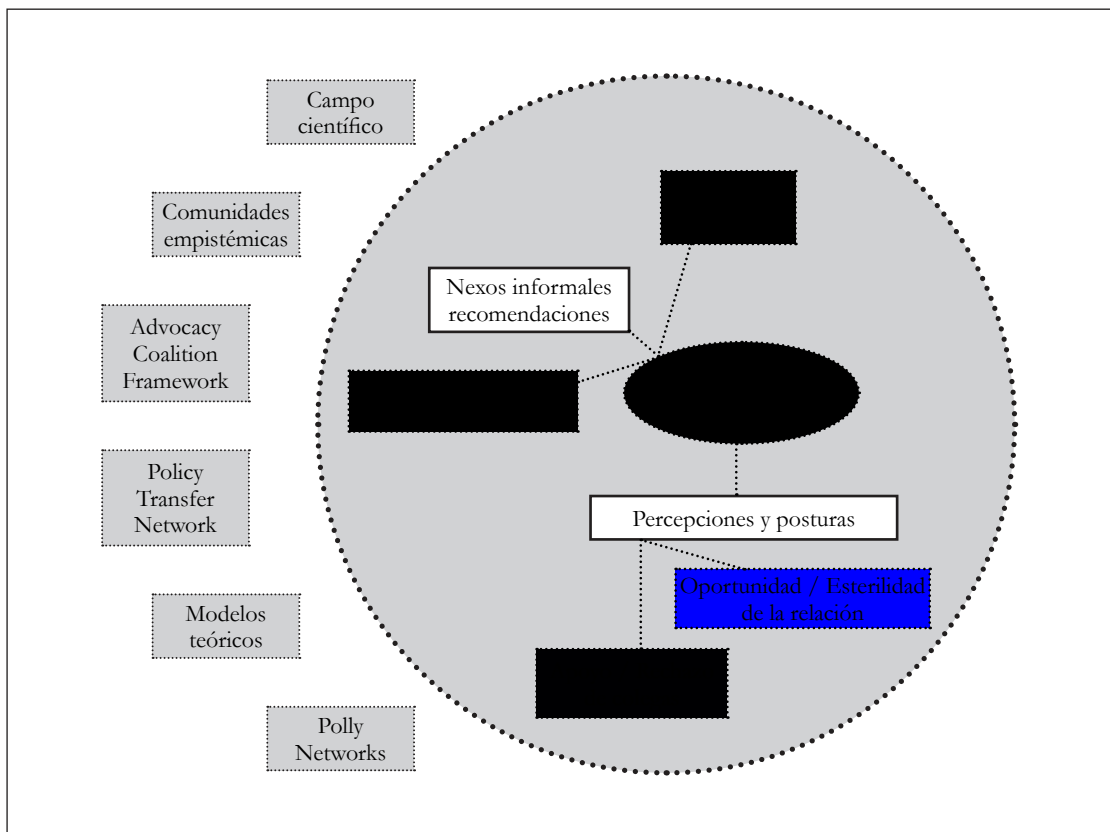 Campo
científico
Comunidades
empistémicas
Advocacy
Coalition
Framework
Policy
Transfer
Network
Modelos
teóricos
Polly
Networks
Nexos informales
recomendaciones
Percepciones y posturas
Oportunidad / Esterilidad
de la relación